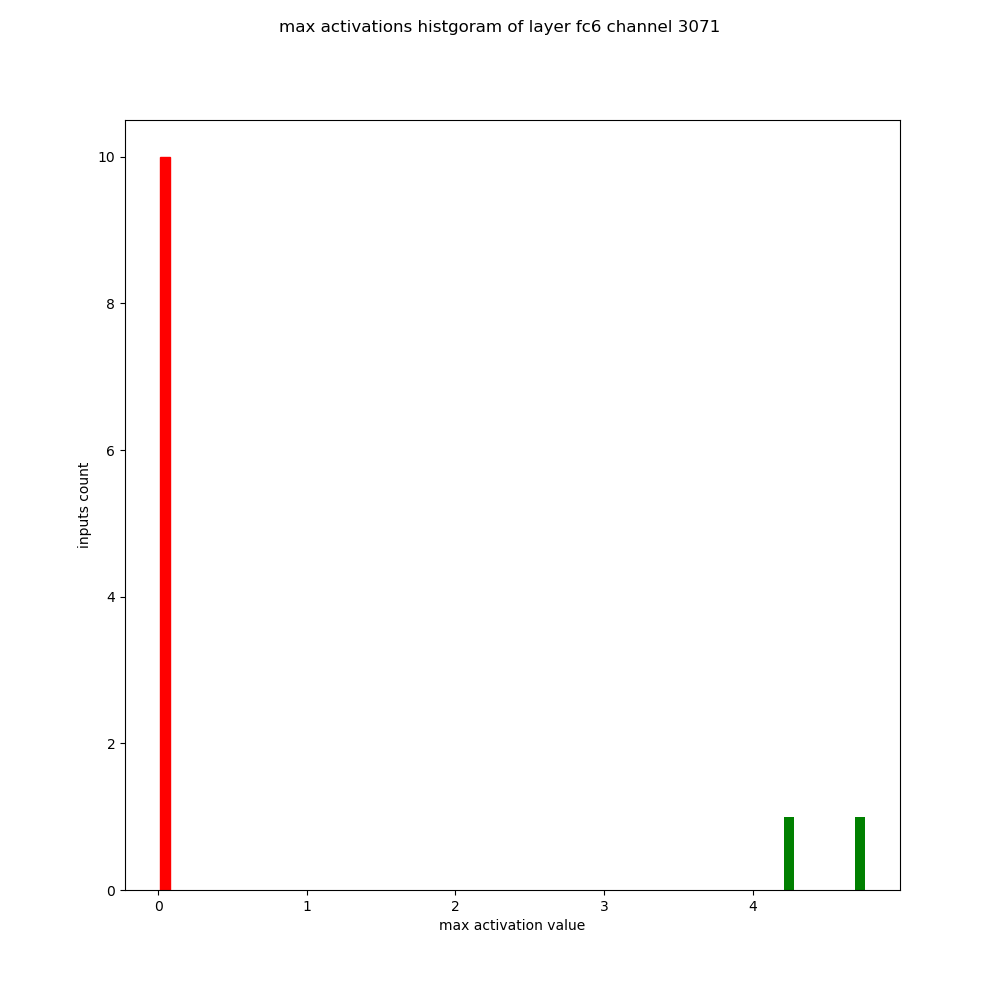 max activations histgoram of layer fc6 channel 3071
10
8
6
4
2
0
inputs count
0 1 2 3 4
max activation value